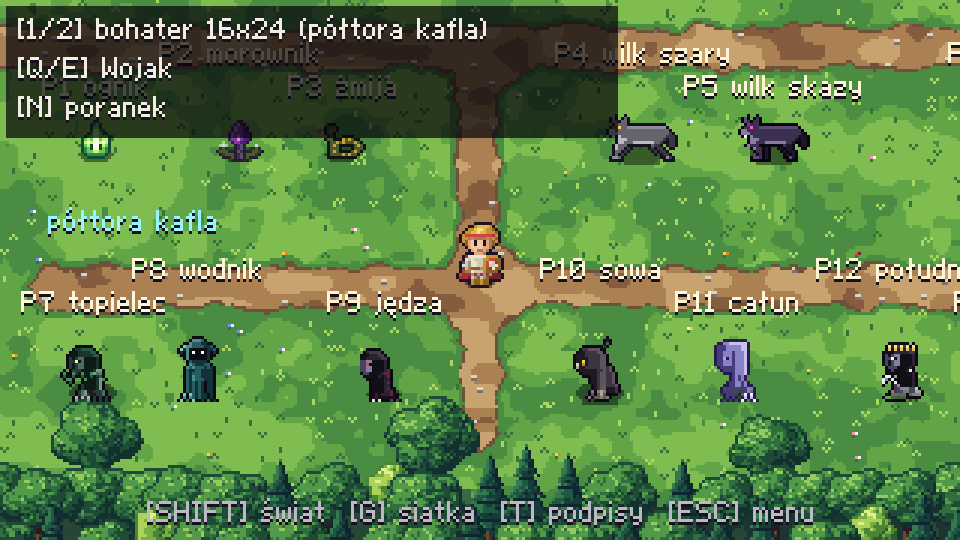 [1/2] bohater 16x24 (półtora kafla)
P2 morownik
P4 wilk szary
[Q/E] Wojak
P1 ognik
P3 żmija
P5 wilk skazy
[N] poranek
półtora kafla
P8 wodnik
P10 sowa
P12 połudn
P7 topielec
P9 jędza
P11 całun
[SHIFT] świat [G] siatka [T] podpisy [ESC] menu